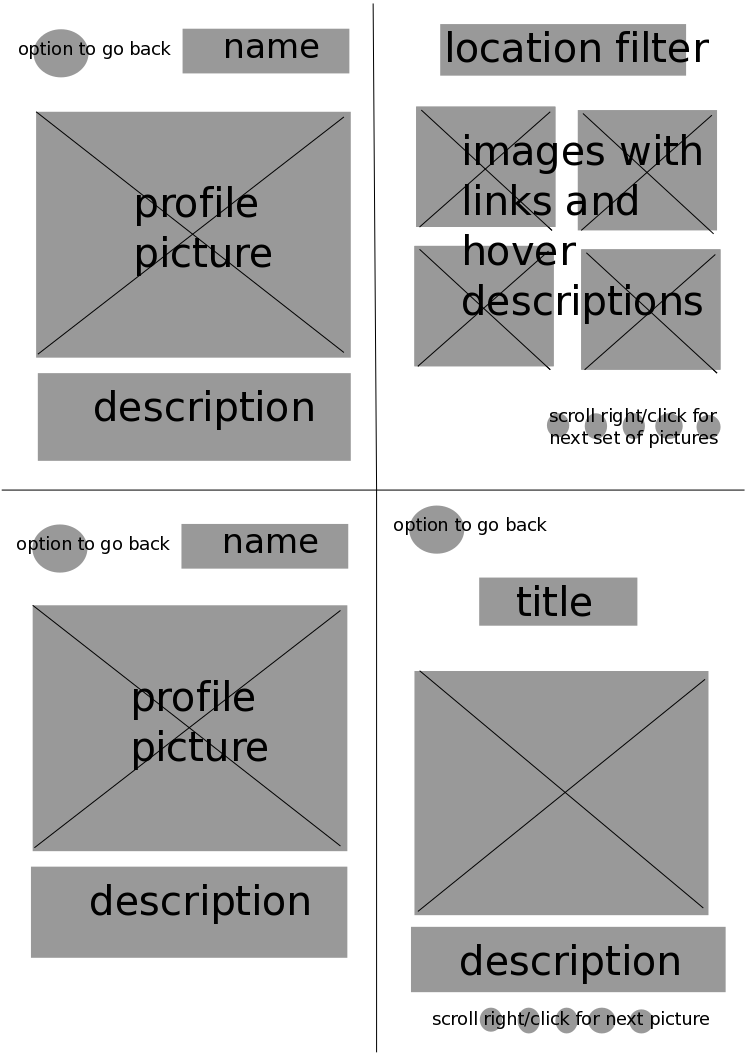 option to go back
name
profile
picture
description
location filter
images with
links and
hover
descriptions
scroll right/click for
next set of pictures
option to go back
name
profile
picture
description
option to go back
title
description
scroll right/click for next picture